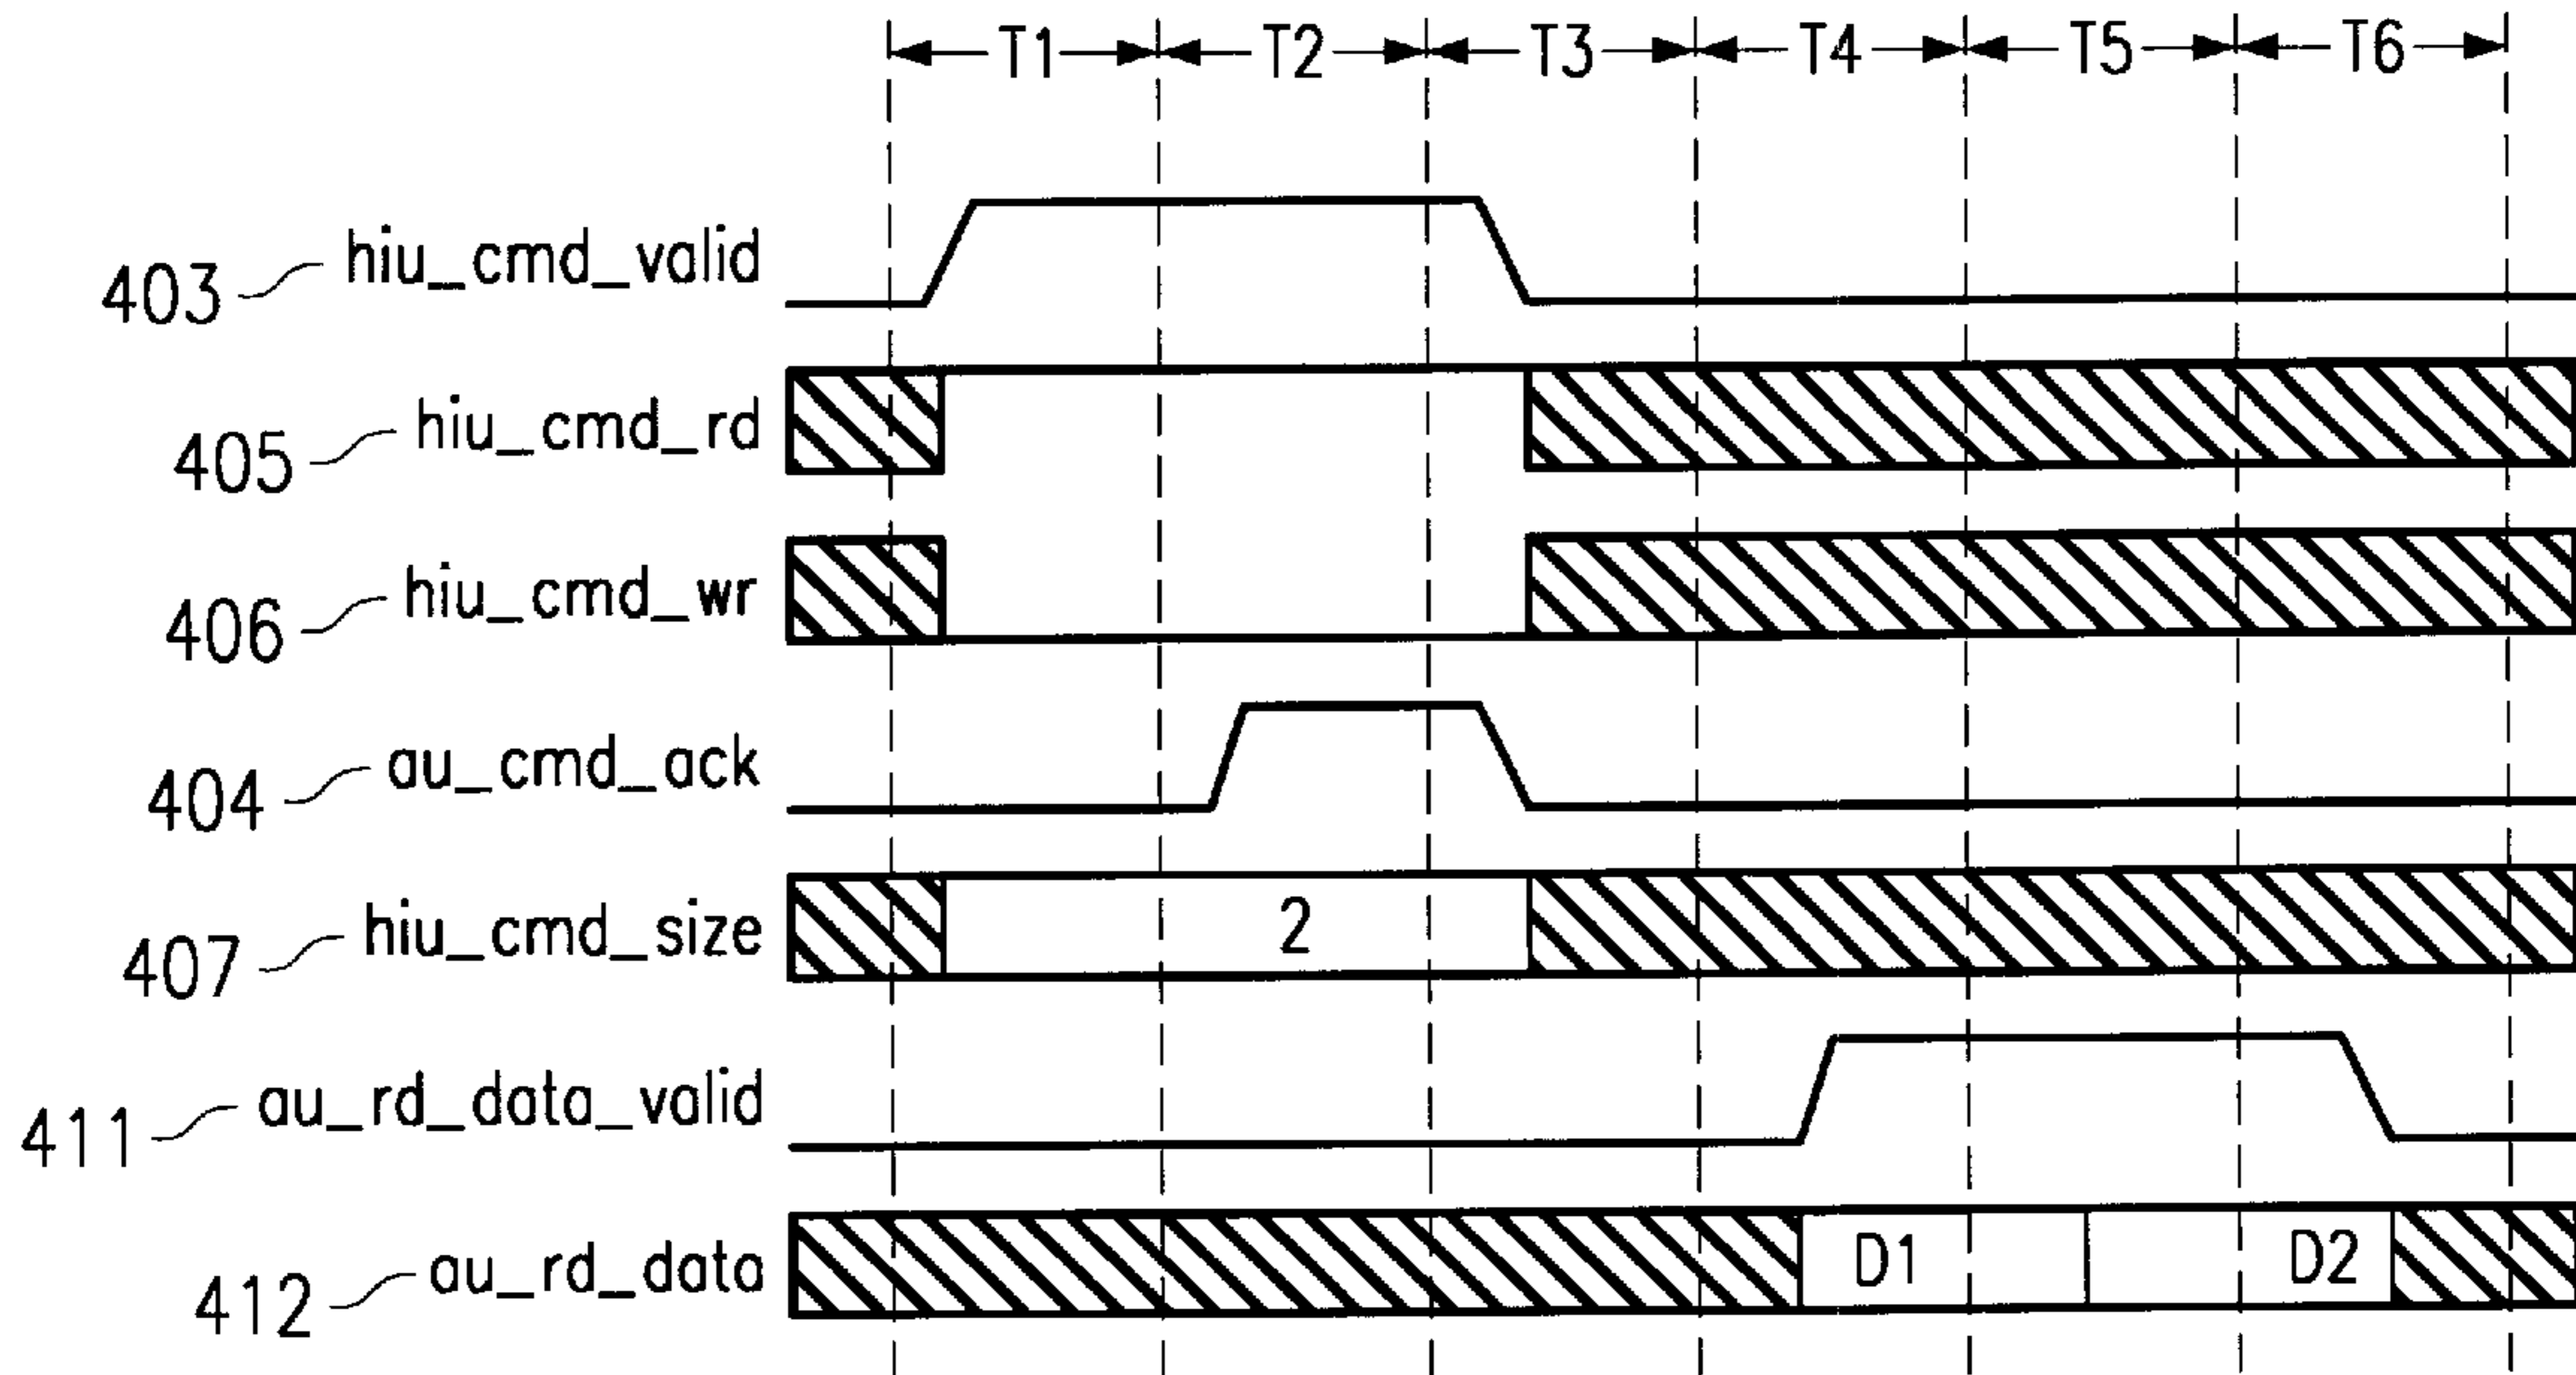 T1 T2 T3 T4 T5 T6
403 hiu_cmd_valid
405 hiu_cmd_rd
406 hiu_cmd_wr
404 au_cmd_ack
407 hiu_cmd_size 2
411 au_rd_data_valid
412 au_rd_data D1 D2